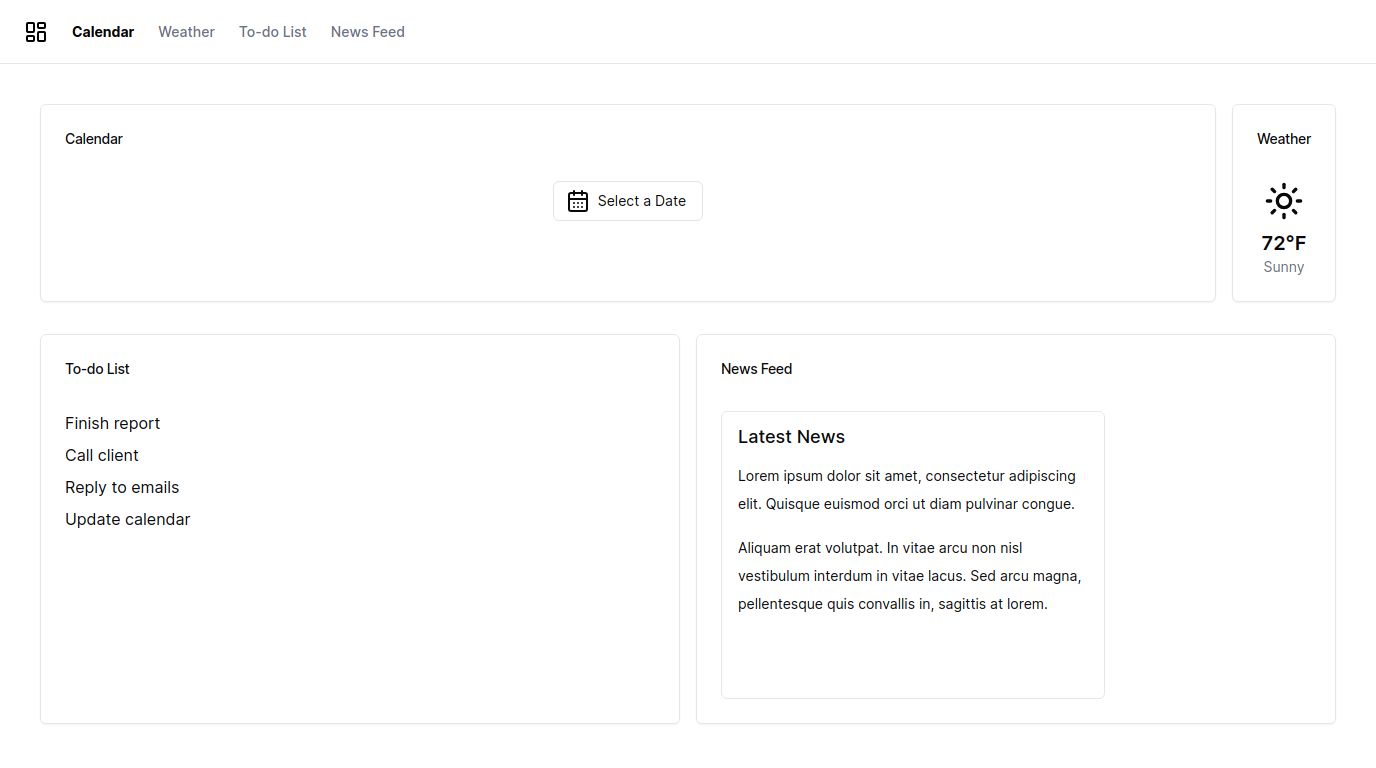 Calendar
Weather
To-do List
News Feed
Calendar
Select a Date
Weather
72°F
Sunny
To-do List
Finish report
Call client
Reply to emails
Update calendar
News Feed
Latest News
Lorem ipsum dolor sit amet, consectetur adipiscing
elit. Quisque euismod orci ut diam pulvinar congue.
Aliquam erat volutpat. In vitae arcu non nisl
vestibulum interdum in vitae lacus. Sed arcu magna,
pellentesque quis convallis in, sagittis at lorem.